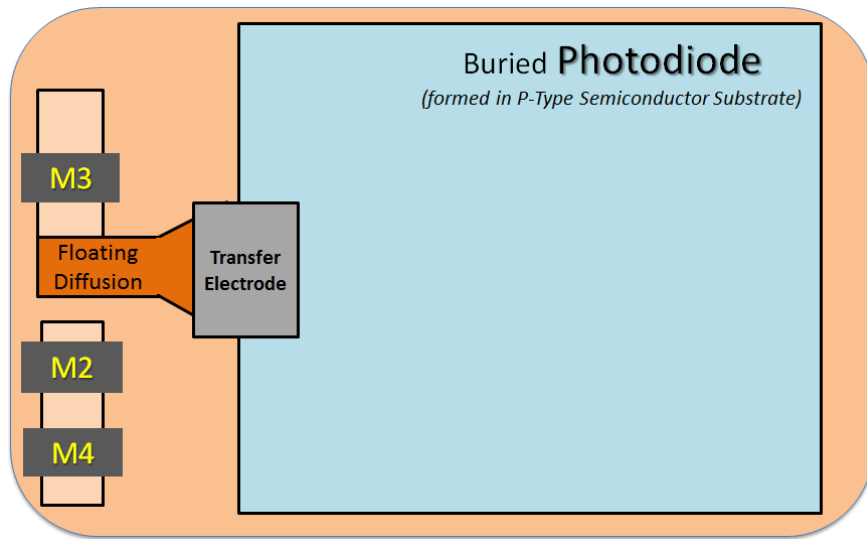 Buried Photodiode
(formed in P-Type Semiconductor Substrate)
M3
Floating
Diffusion
Transfer
Electrode
M2
M4